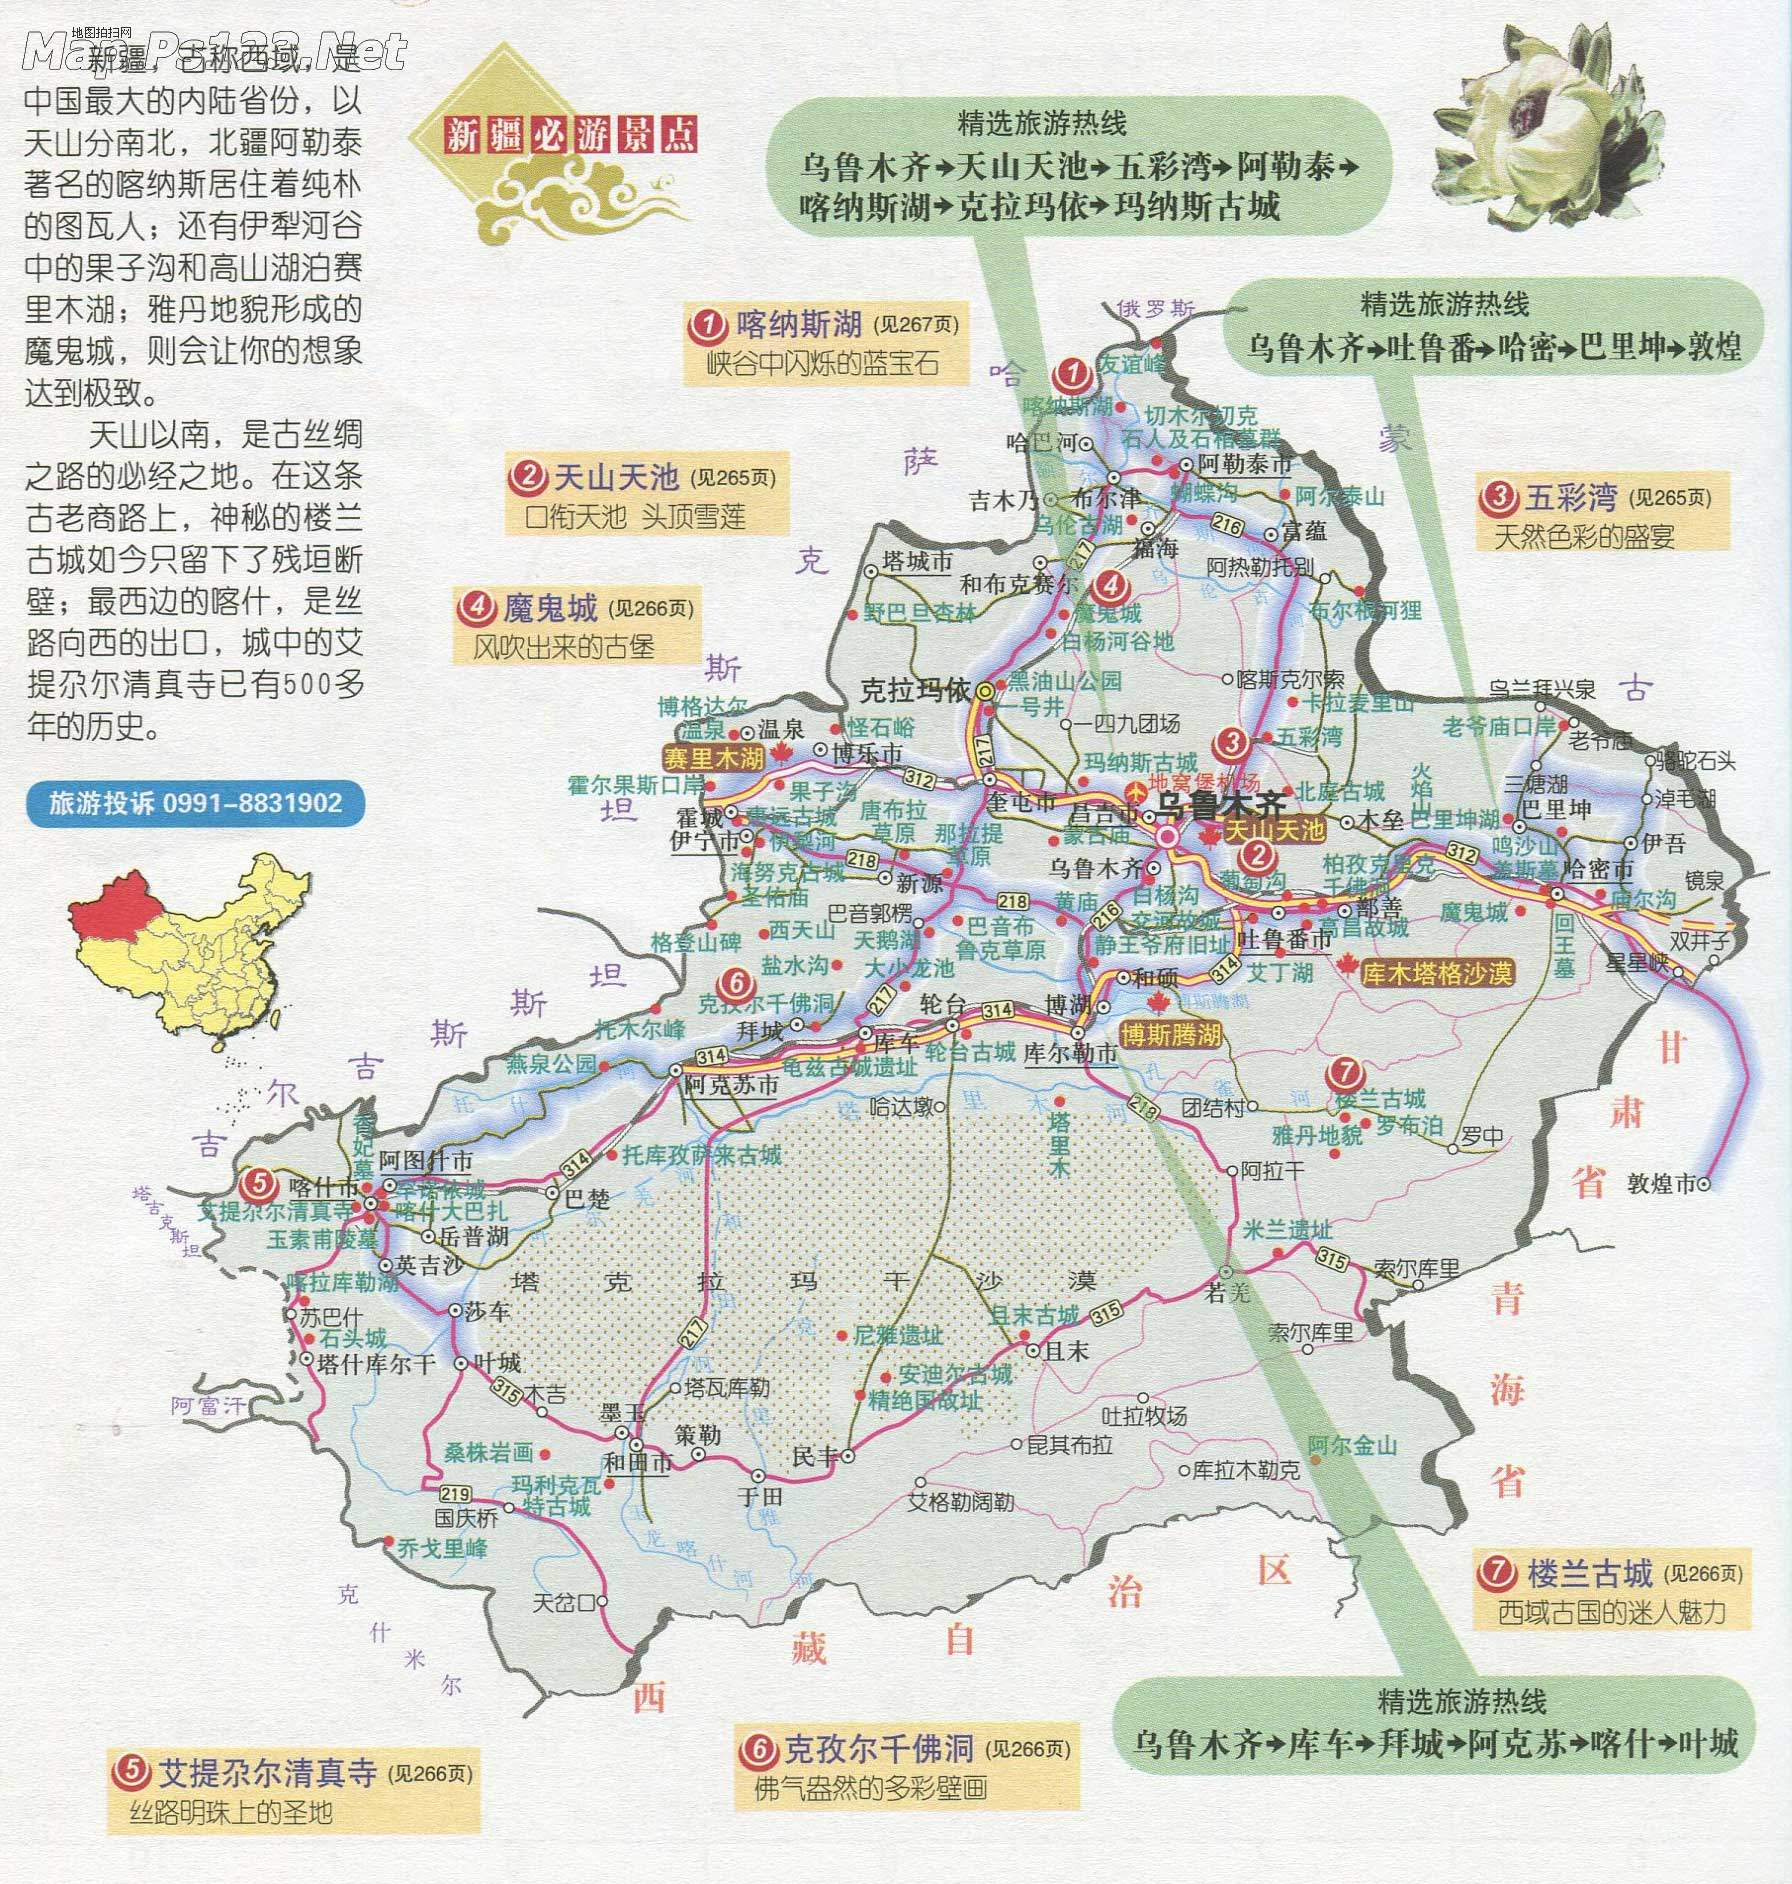 地图拍扫网
Map.Ps123.Net
新疆，古称西域，是
中国最大的内陆省份，以
天山分南北，北疆阿勒泰
著名的喀纳斯居住着纯朴
的图瓦人；还有伊犁河谷
中的果子沟和高山湖泊赛
里木湖；雅丹地貌形成的
魔鬼城，则会让你的想象
达到极致。
天山以南，是古丝绸
之路的必经之地。在这条
古老商路上，神秘的楼兰
古城如今只留下了残垣断
壁；最西边的喀什，是丝
路向西的出口，城中的艾
提尕尔清真寺已有500多
年的历史。
旅游投诉 0991-8831902
新疆必游景点
精选旅游热线
乌鲁木齐→天山天池→五彩湾→阿勒泰→
喀纳斯湖→克拉玛依→玛纳斯古城
精选旅游热线
乌鲁木齐→吐鲁番→哈密→巴里坤→敦煌
1 喀纳斯湖 (见267页)
峡谷中闪烁的蓝宝石
2 天山天池 (见265页)
口衔天池 头顶雪莲
3 五彩湾 (见265页)
天然色彩的盛宴
4 魔鬼城 (见266页)
风吹出来的古堡
俄罗斯
哈萨克斯坦
蒙古
1
友谊峰
喀纳斯湖
切木尔切克
石人及石棺墓群
哈巴河
阿勒泰市
吉木乃
布尔津
蝴蝶沟
阿尔泰山
乌伦古湖
福海
216
富蕴
217
塔城市
和布克赛尔
阿热勒托别
4
魔鬼城
野巴旦杏林
布尔根河狸
白杨河谷地
克拉玛依
黑油山公园
一号井
喀斯克尔索
卡拉麦里山
乌兰拜兴泉
老爷庙口岸
老爷庙
骆驼石头
博格达尔
温泉
温泉
怪石峪
一四九团场
3
五彩湾
赛里木湖
博乐市
217
玛纳斯古城
地窝堡机场
三塘湖
淖毛湖
霍尔果斯口岸
果子沟
312
奎屯市
昌吉市
乌鲁木齐
北庭古城
火焰山
巴里坤湖
巴里坤
霍城
惠远古城
唐布拉
草原
那拉提
草原
蒙古庙
天山天池
2
木垒
伊宁市
伊犁河
218
乌鲁木齐
柏孜克里克
千佛洞
312
鸣沙山
盖斯墓
伊吾
哈密市
海努克古城
新源
葡萄沟
镜泉
圣佑庙
218
黄庙
白杨沟
鄯善
魔鬼城
庙尔沟
巴音郭楞
巴音布
鲁克草原
216
交河故城
高昌故城
回王墓
双井子
格登山碑
西天山
天鹅湖
静王爷府旧址
吐鲁番市
星星峡
盐水沟
大小龙池
和硕
314
艾丁湖
库木塔格沙漠
6
克孜尔千佛洞
217
轮台
314
博湖
博斯腾湖
博斯腾湖
托木尔峰
拜城
库车
轮台古城
库尔勒市
燕泉公园
314
龟兹古城遗址
阿克苏市
吉尔吉斯斯坦
托什干河
哈达墩
塔里木河
塔里木
218
孔雀河
团结村
7
楼兰古城
雅丹地貌
罗布泊
罗中
甘肃省
敦煌市
香妃墓
阿图什市
314
托库孜萨来古城
阿拉干
5
喀什市
罕诺依城
巴楚
塔吉克斯坦
艾提尕尔清真寺
喀什大巴扎
玉素甫陵墓
岳普湖
英吉沙
喀拉库勒湖
塔克拉玛干沙漠
米兰遗址
315
索尔库里
若羌
苏巴什
莎车
石头城
塔什库尔干
叶城
217
尼雅遗址
且末古城
315
且末
索尔库里
青海省
阿富汗
315
木吉
塔瓦库勒
安迪尔古城
精绝国故址
吐拉牧场
墨玉
策勒
和田市
民丰
昆其布拉
阿尔金山
桑株岩画
玛利克瓦
特古城
于田
库拉木勒克
艾格勒阔勒
219
国庆桥
乔戈里峰
玉龙喀什河
天岔口
克什米尔
西藏自治区
7 楼兰古城 (见266页)
西域古国的迷人魅力
精选旅游热线
乌鲁木齐→库车→拜城→阿克苏→喀什→叶城
5 艾提尕尔清真寺 (见266页)
丝路明珠上的圣地
6 克孜尔千佛洞 (见266页)
佛气盎然的多彩壁画